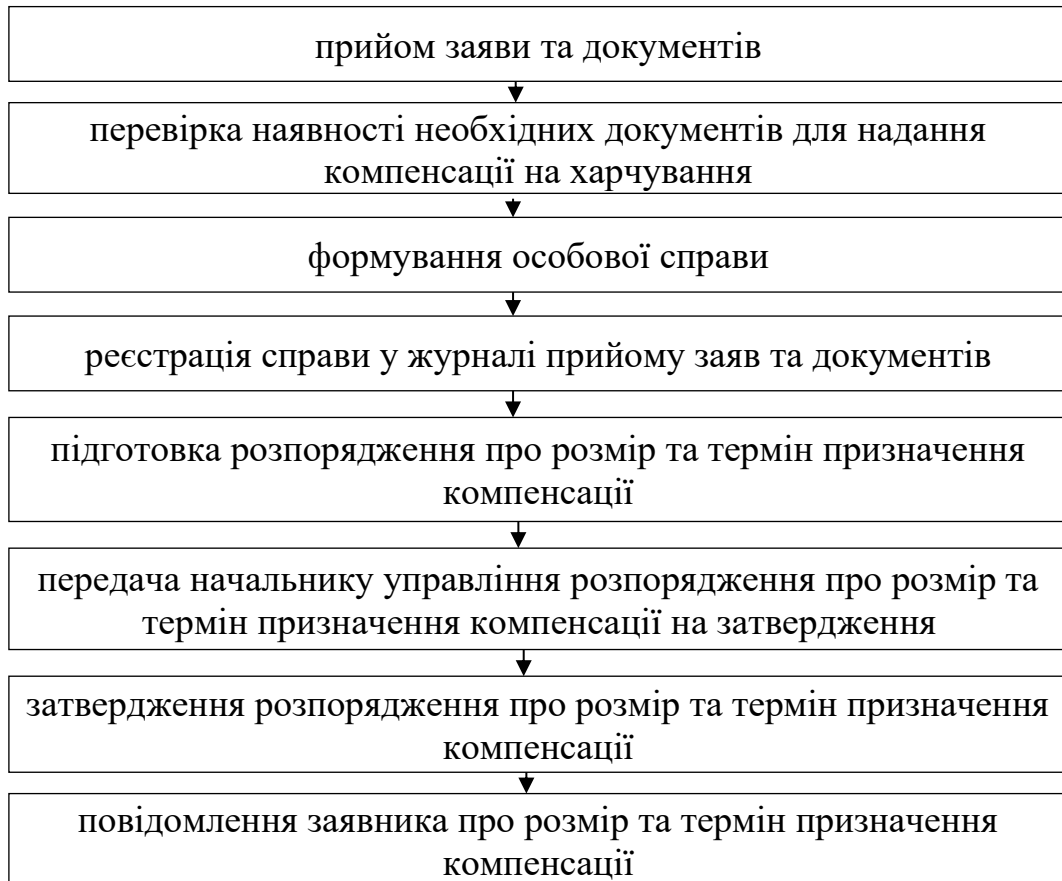 прийом заяви та документів
перевірка наявності необхідних документів для надання
компенсації на харчування
формування особової справи
реєстрація справи у журналі прийому заяв та документів
підготовка розпорядження про розмір та термін призначення
компенсації
передача начальнику управління розпорядження про розмір та
термін призначення компенсації на затвердження
затвердження розпорядження про розмір та термін призначення
компенсації
повідомлення заявника про розмір та термін призначення
компенсації